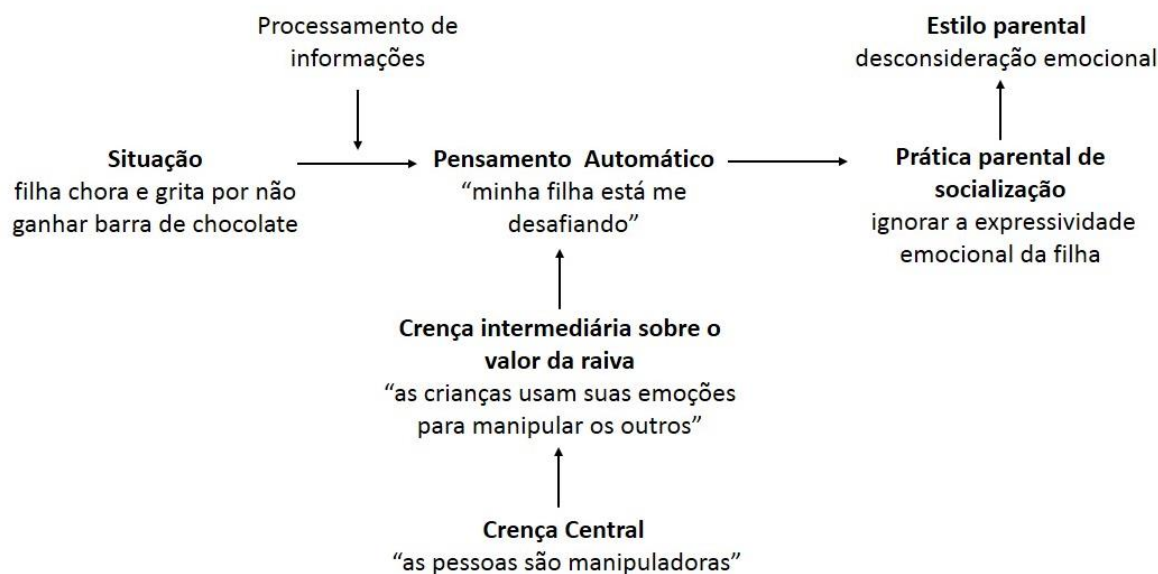 Processamento de
informações
Estilo parental
desconsideração emocional
Situação
filha chora e grita por não
ganhar barra de chocolate
Pensamento Automático
“minha filha está me
desafiando”
Prática parental de
socialização
ignorar a expressividade
emocional da filha
Crença intermediária sobre o
valor da raiva
“as crianças usam suas emoções
para manipular os outros”
Crença Central
“as pessoas são manipuladoras”